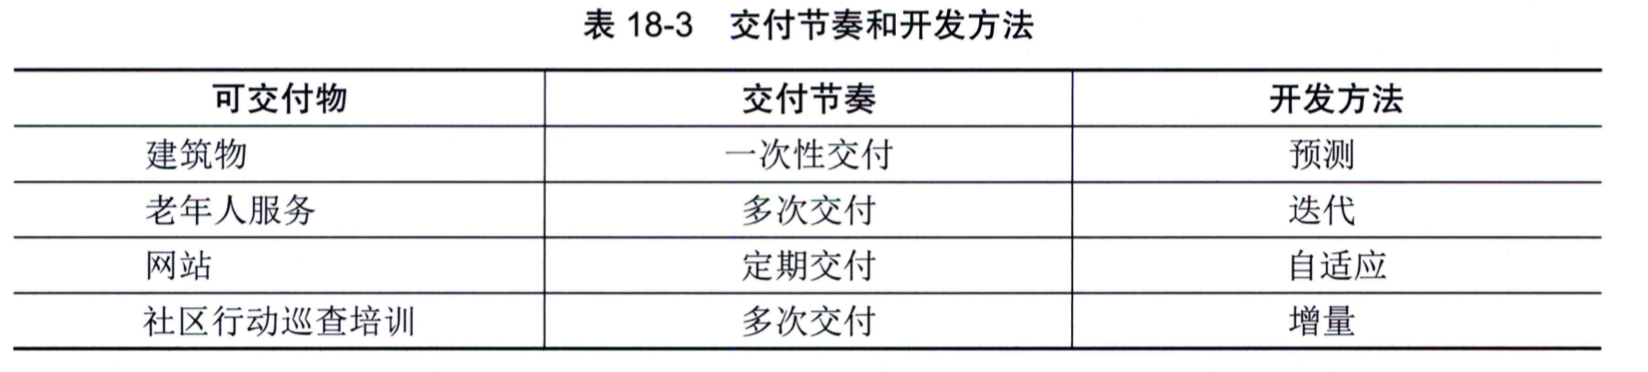 表 18-3 交付节奏和开发方法
可交付物 交付节奏 开发方法
建筑物 一次性交付 预测
老年人服务 多次交付 迭代
网站 定期交付 自适应
社区行动巡查培训 多次交付 增量